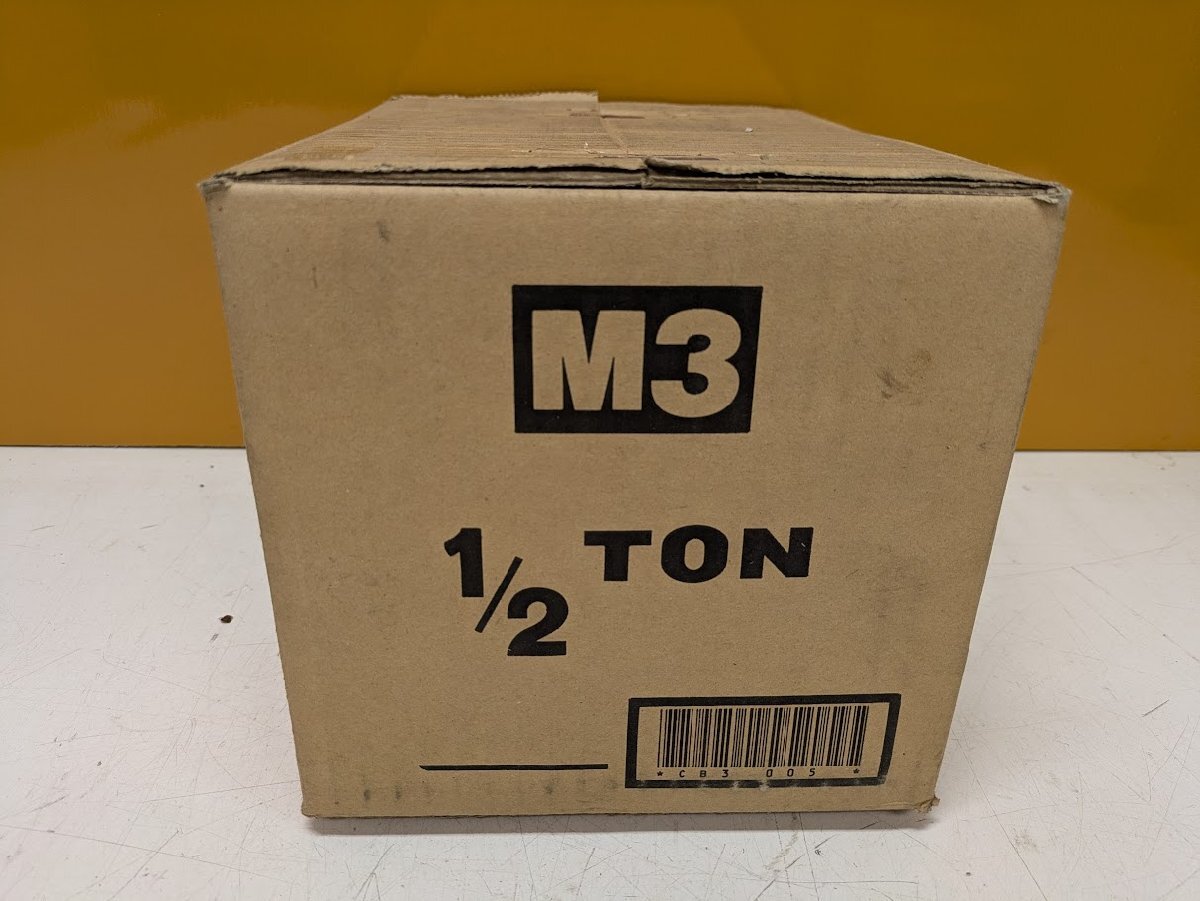 M3
1/2 TON
* CB3 005 *